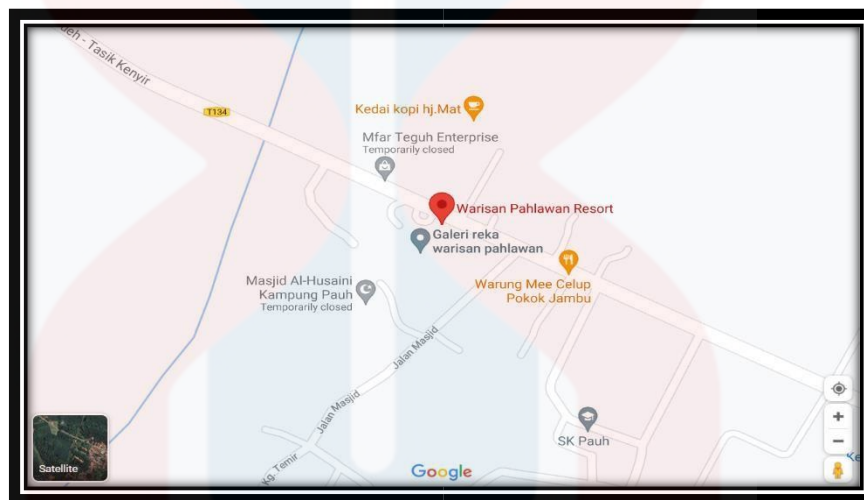 - Tasik Kenyir
T134
Kedai kopi hj.Mat
Mfar Teguh Enterprise
Temporarily closed
Warisan Pahlawan Resort
Galeri reka
warisan pahlawan
Warung Mee Celup
Pokok Jambu
Masjid Al-Husaini
Kampung Pauh
Temporarily closed
Jalan Masjid
Jalan Masjid
SK Pauh
Kg. Temir
Satellite
Google